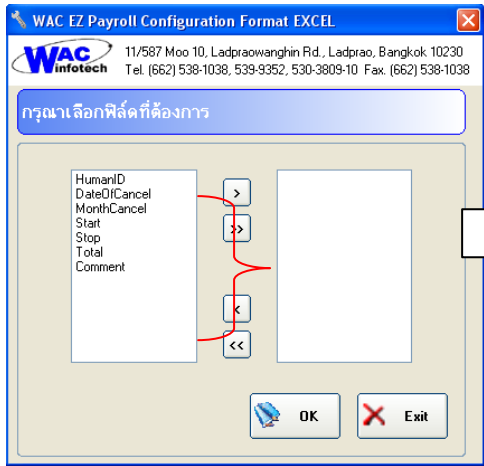 WAC EZ Payroll Configuration Format EXCEL
WAC infotech
11/587 Moo 10, Ladpraowanghin Rd., Ladprao, Bangkok 10230
Tel. (662) 538-1038, 539-9352, 530-3809-10 Fax. (662) 538-1038
กรุณาเลือกฟิล์ดที่ต้องการ
HumanID
DateOfCancel
MonthCancel
Start
Stop
Total
Comment
>
>>
<
<<
OK
Exit